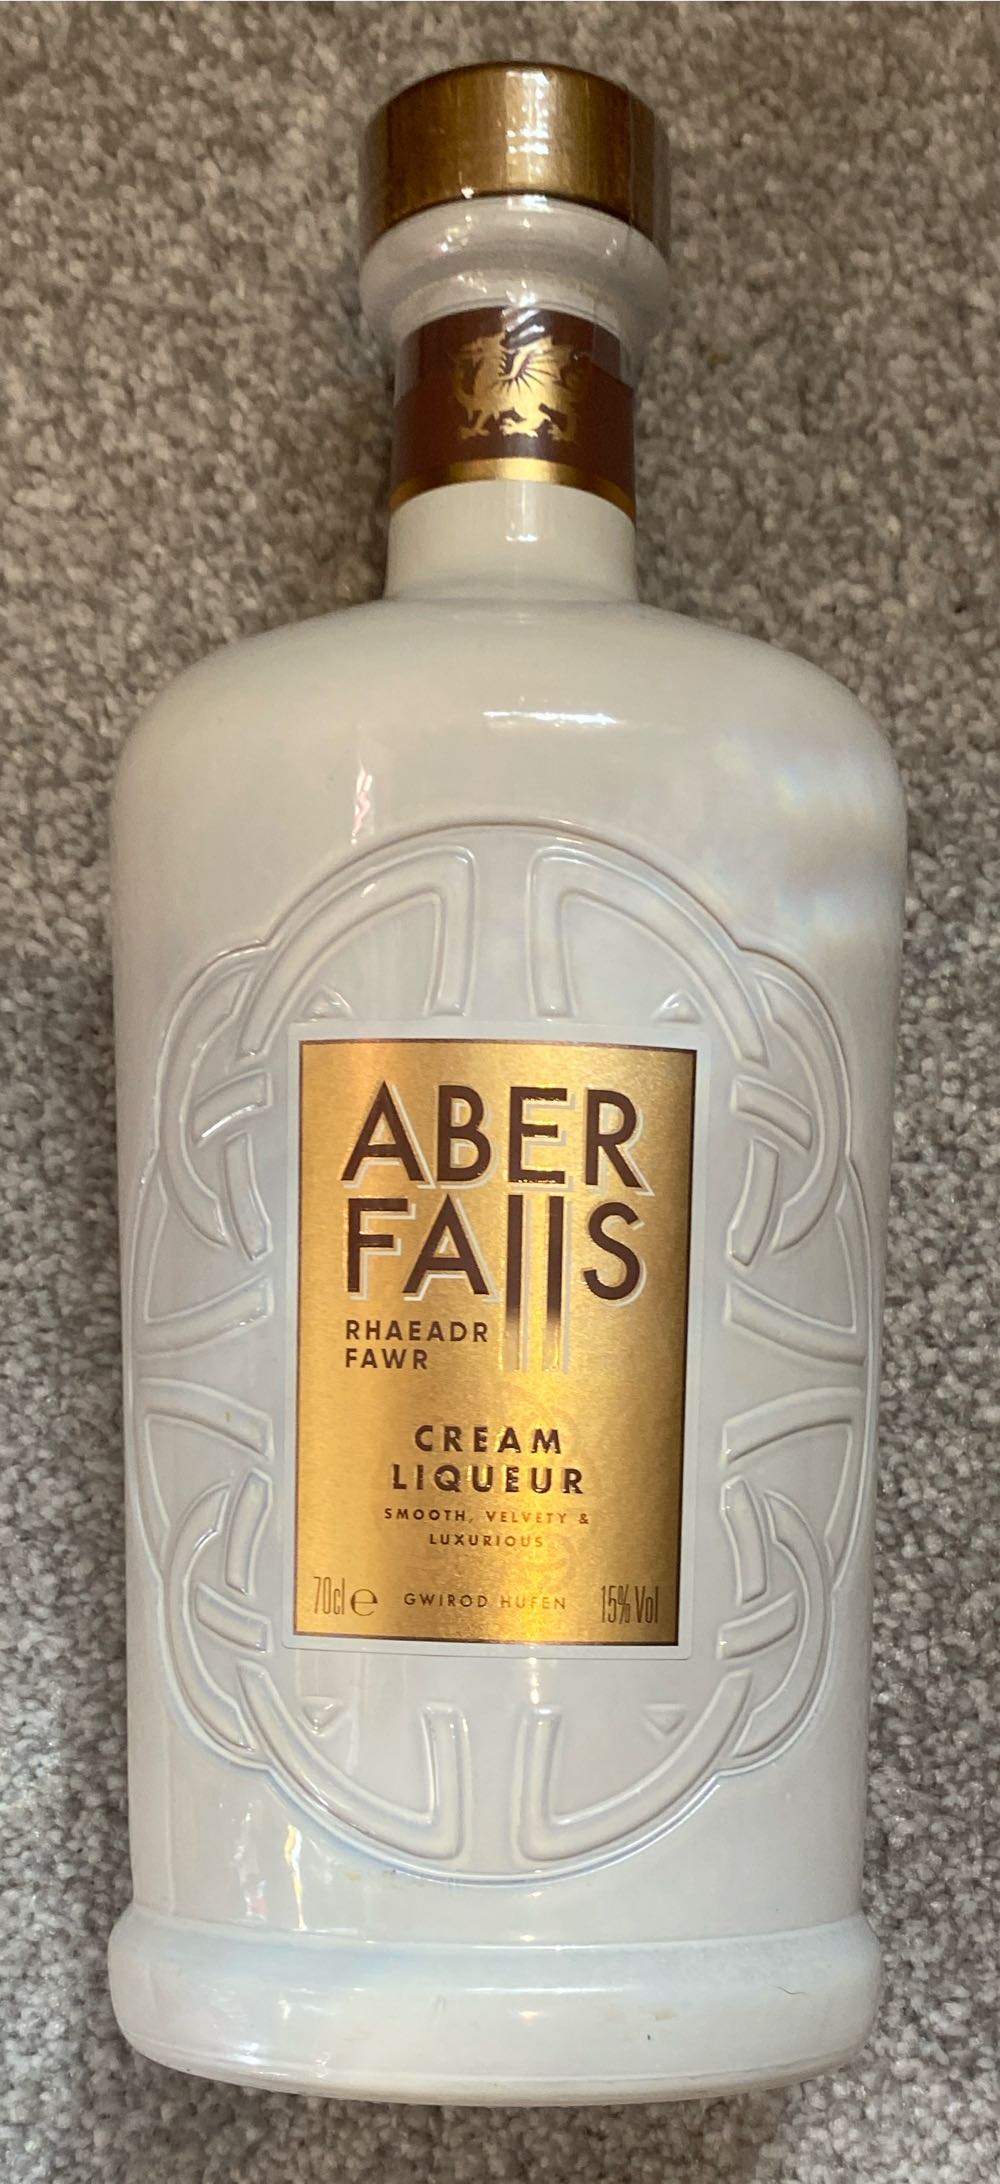 ABER
FALLS
RHAEADR
FAWR
CREAM
LIQUEUR
SMOOTH, VELVETY &
LUXURIOUS
70cl ℮ GWIROD HUFEN 15% Vol